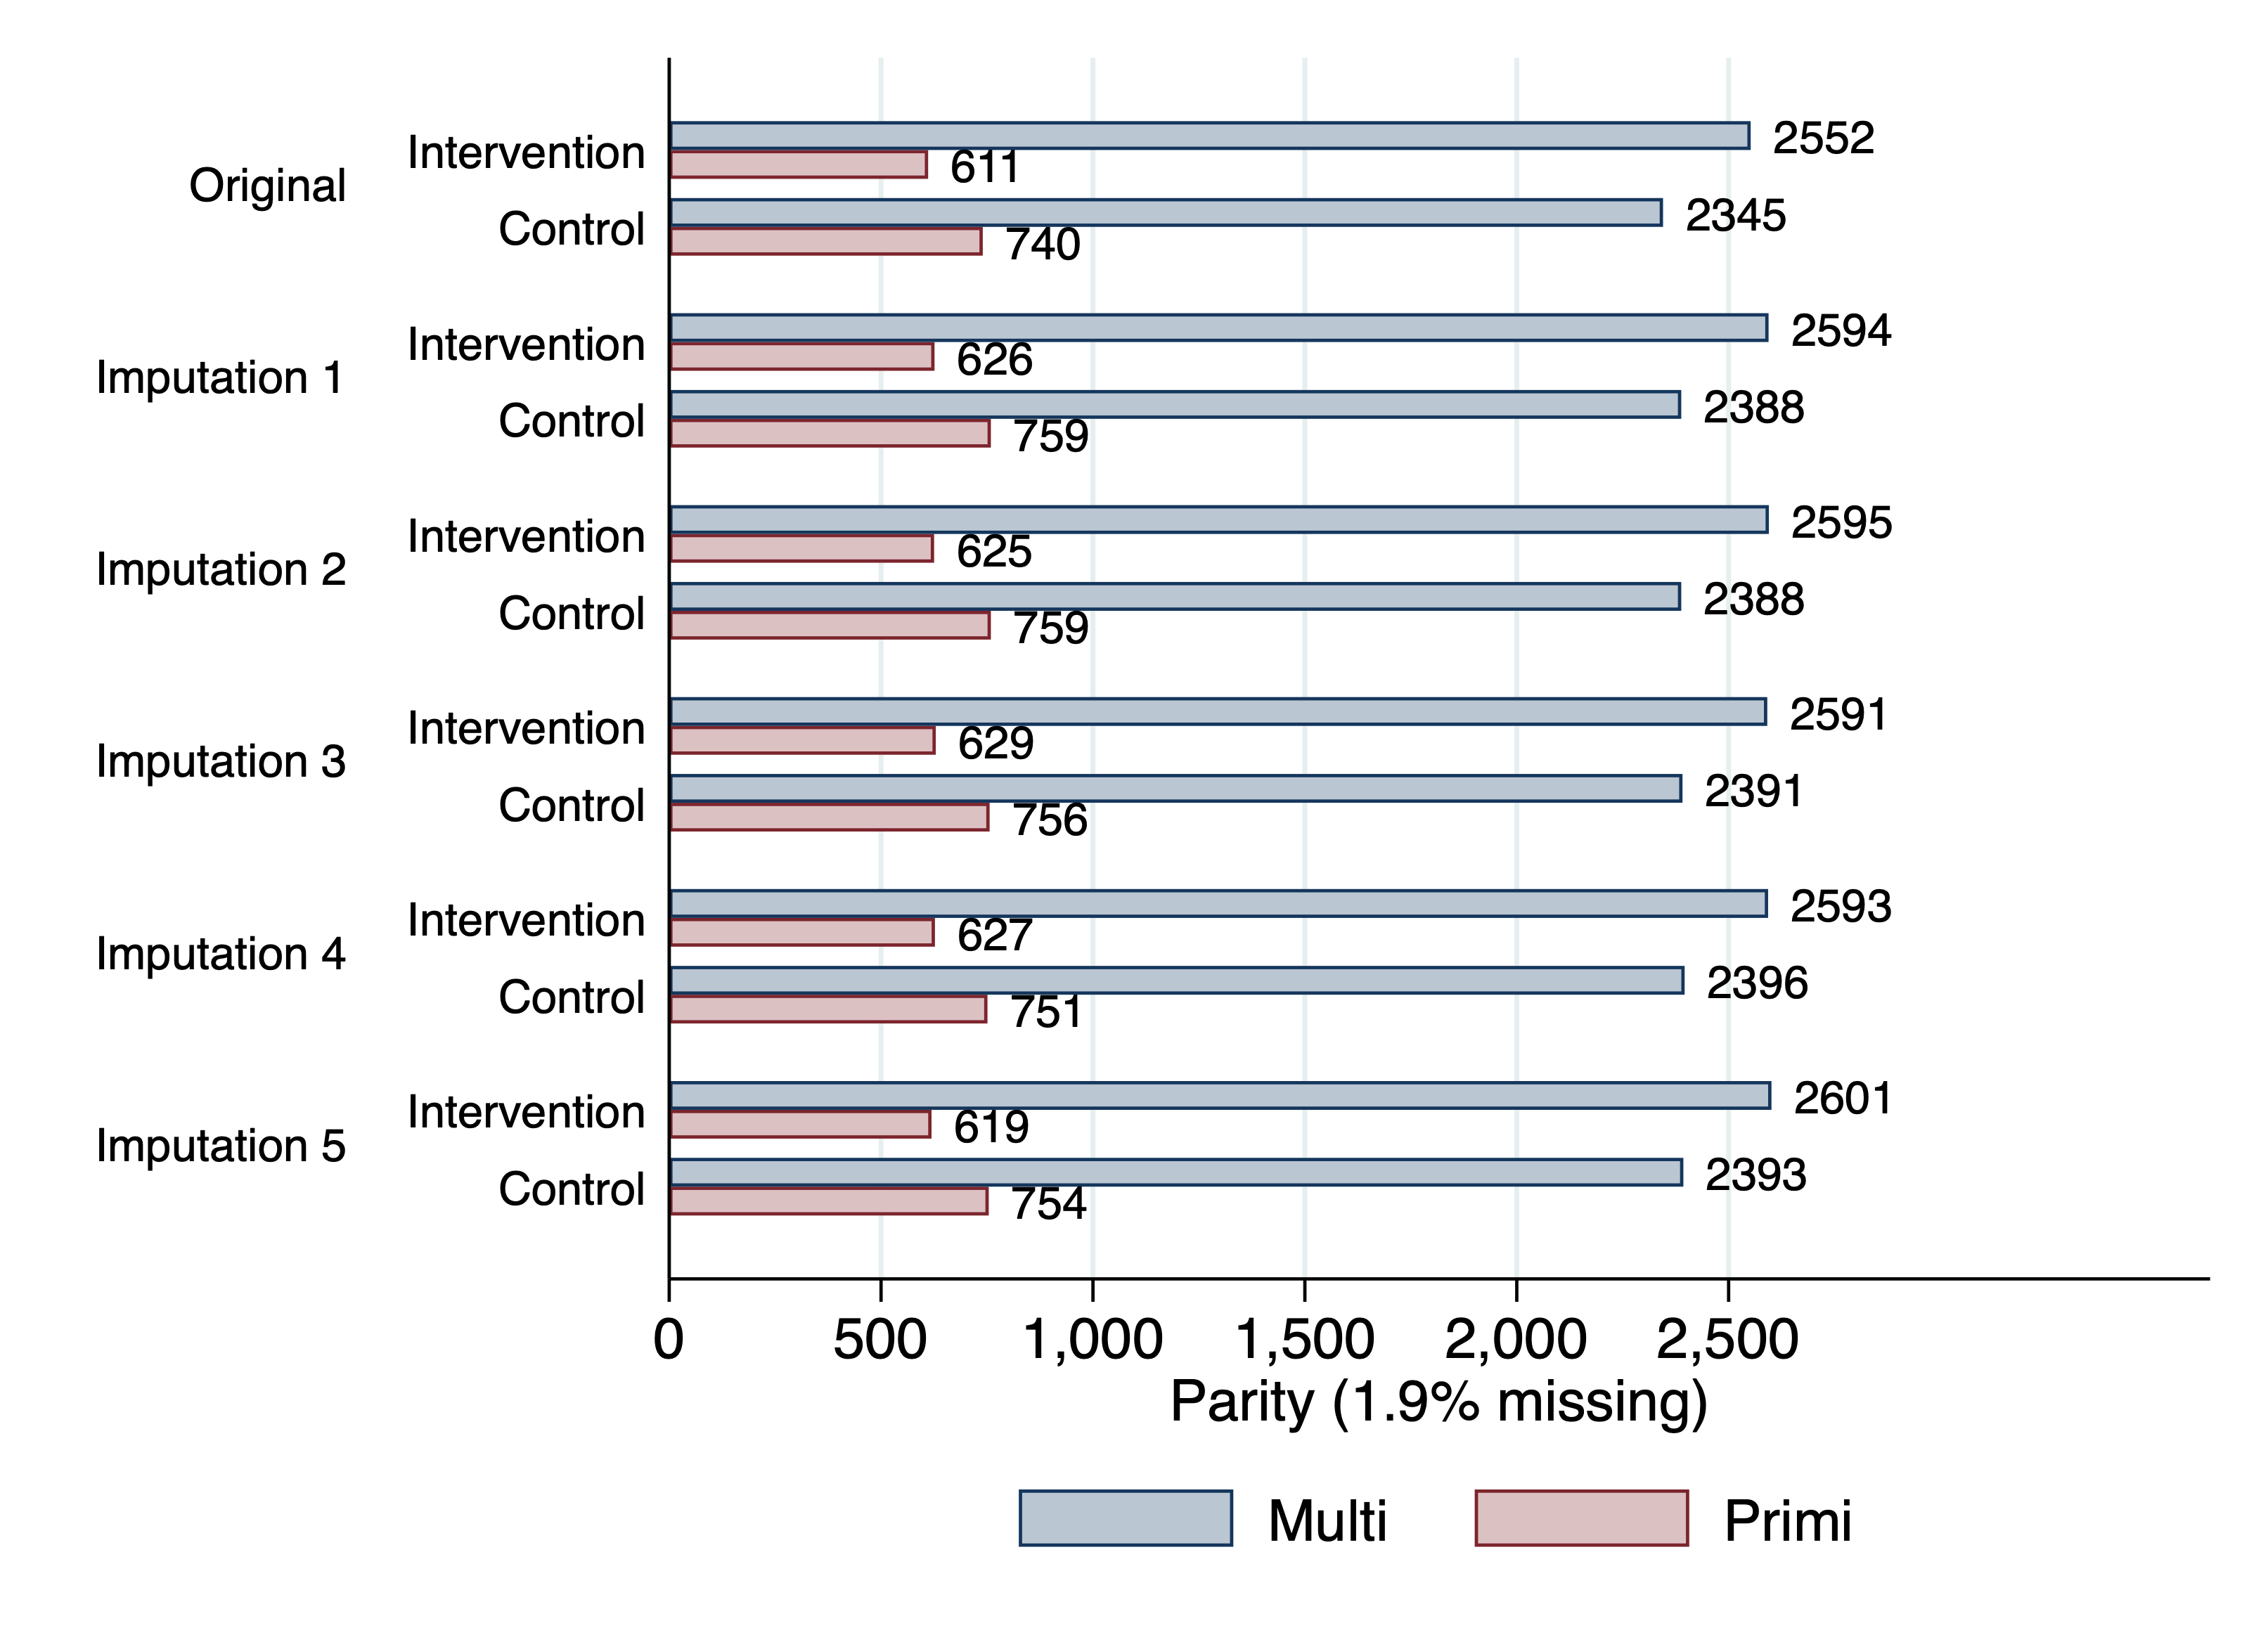 Original
Intervention 2552
611
Control 2345
740
Imputation 1
Intervention 2594
626
Control 2388
759
Imputation 2
Intervention 2595
625
Control 2388
759
Imputation 3
Intervention 2591
629
Control 2391
756
Imputation 4
Intervention 2593
627
Control 2396
751
Imputation 5
Intervention 2601
619
Control 2393
754
0 500 1,000 1,500 2,000 2,500
Parity (1.9% missing)
Multi Primi